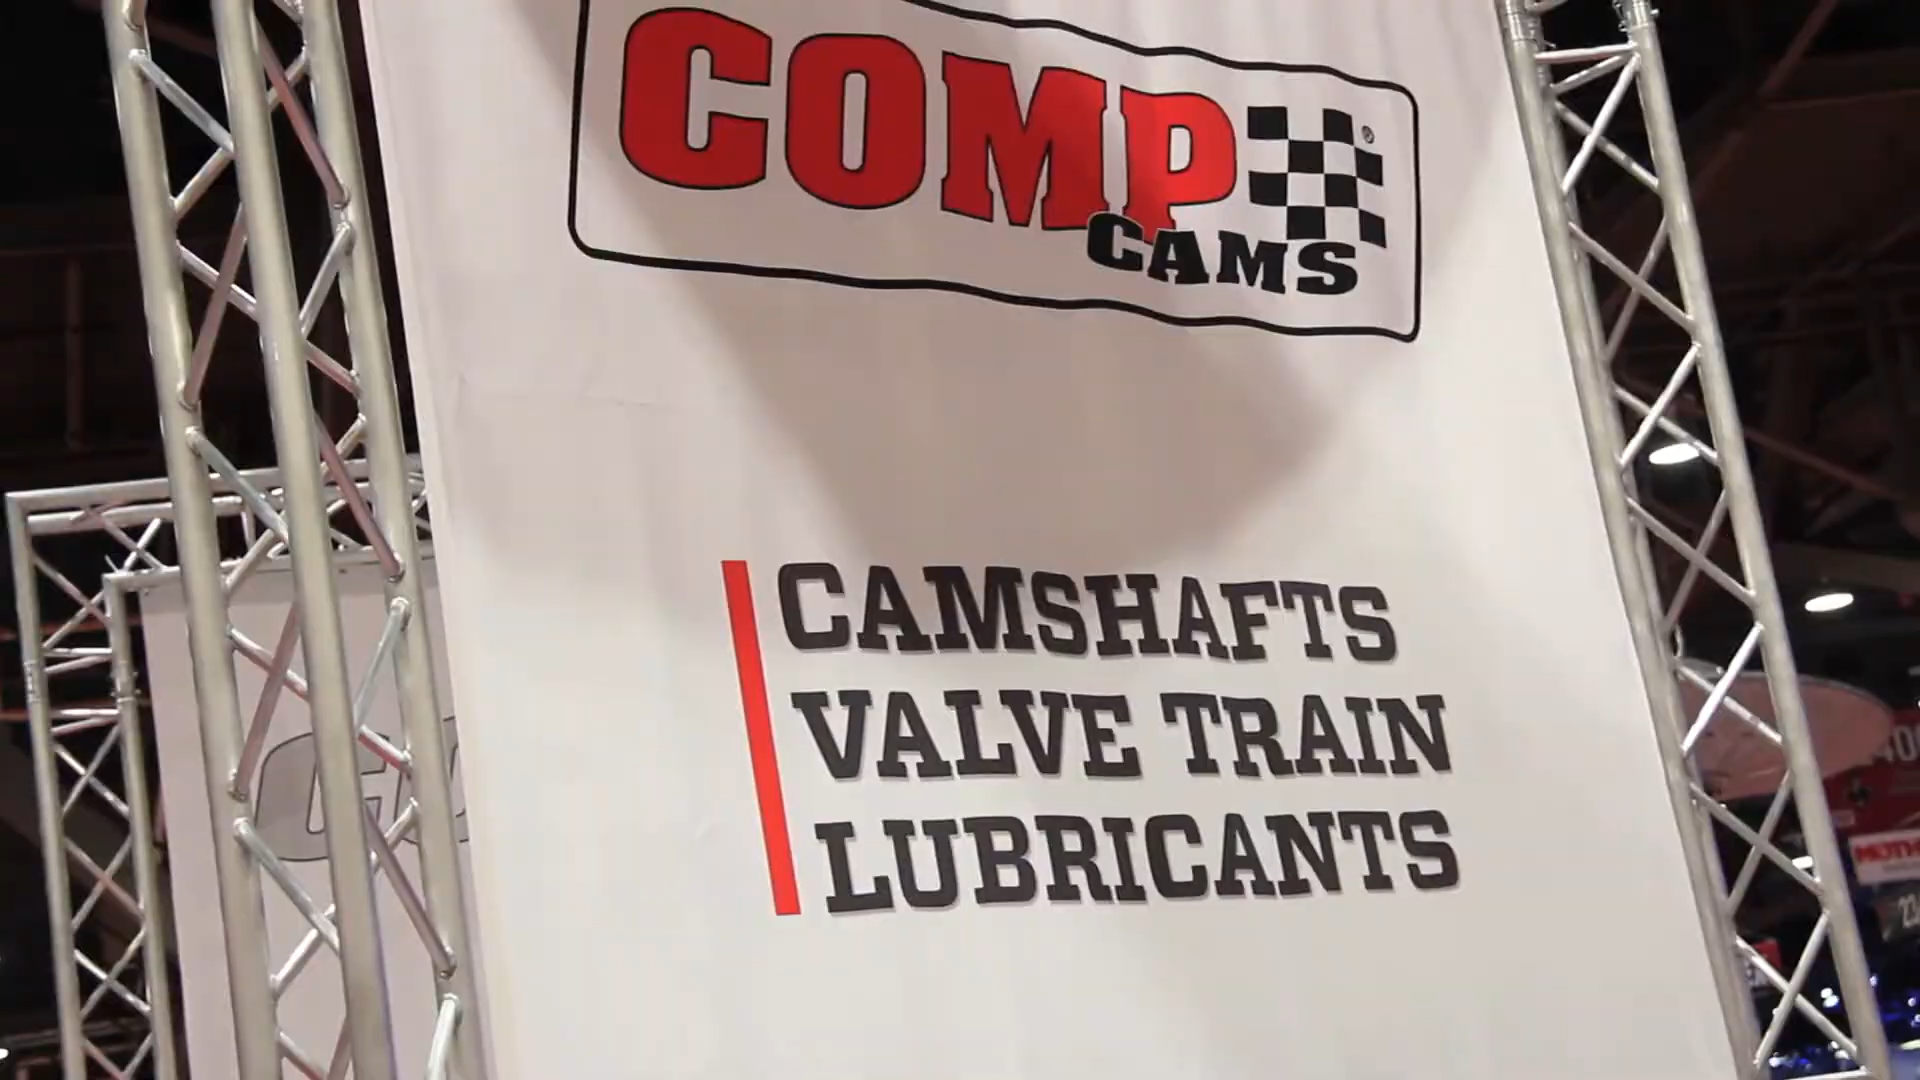 COMP
CAMS
®
CAMSHAFTS
VALVE TRAIN
LUBRICANTS